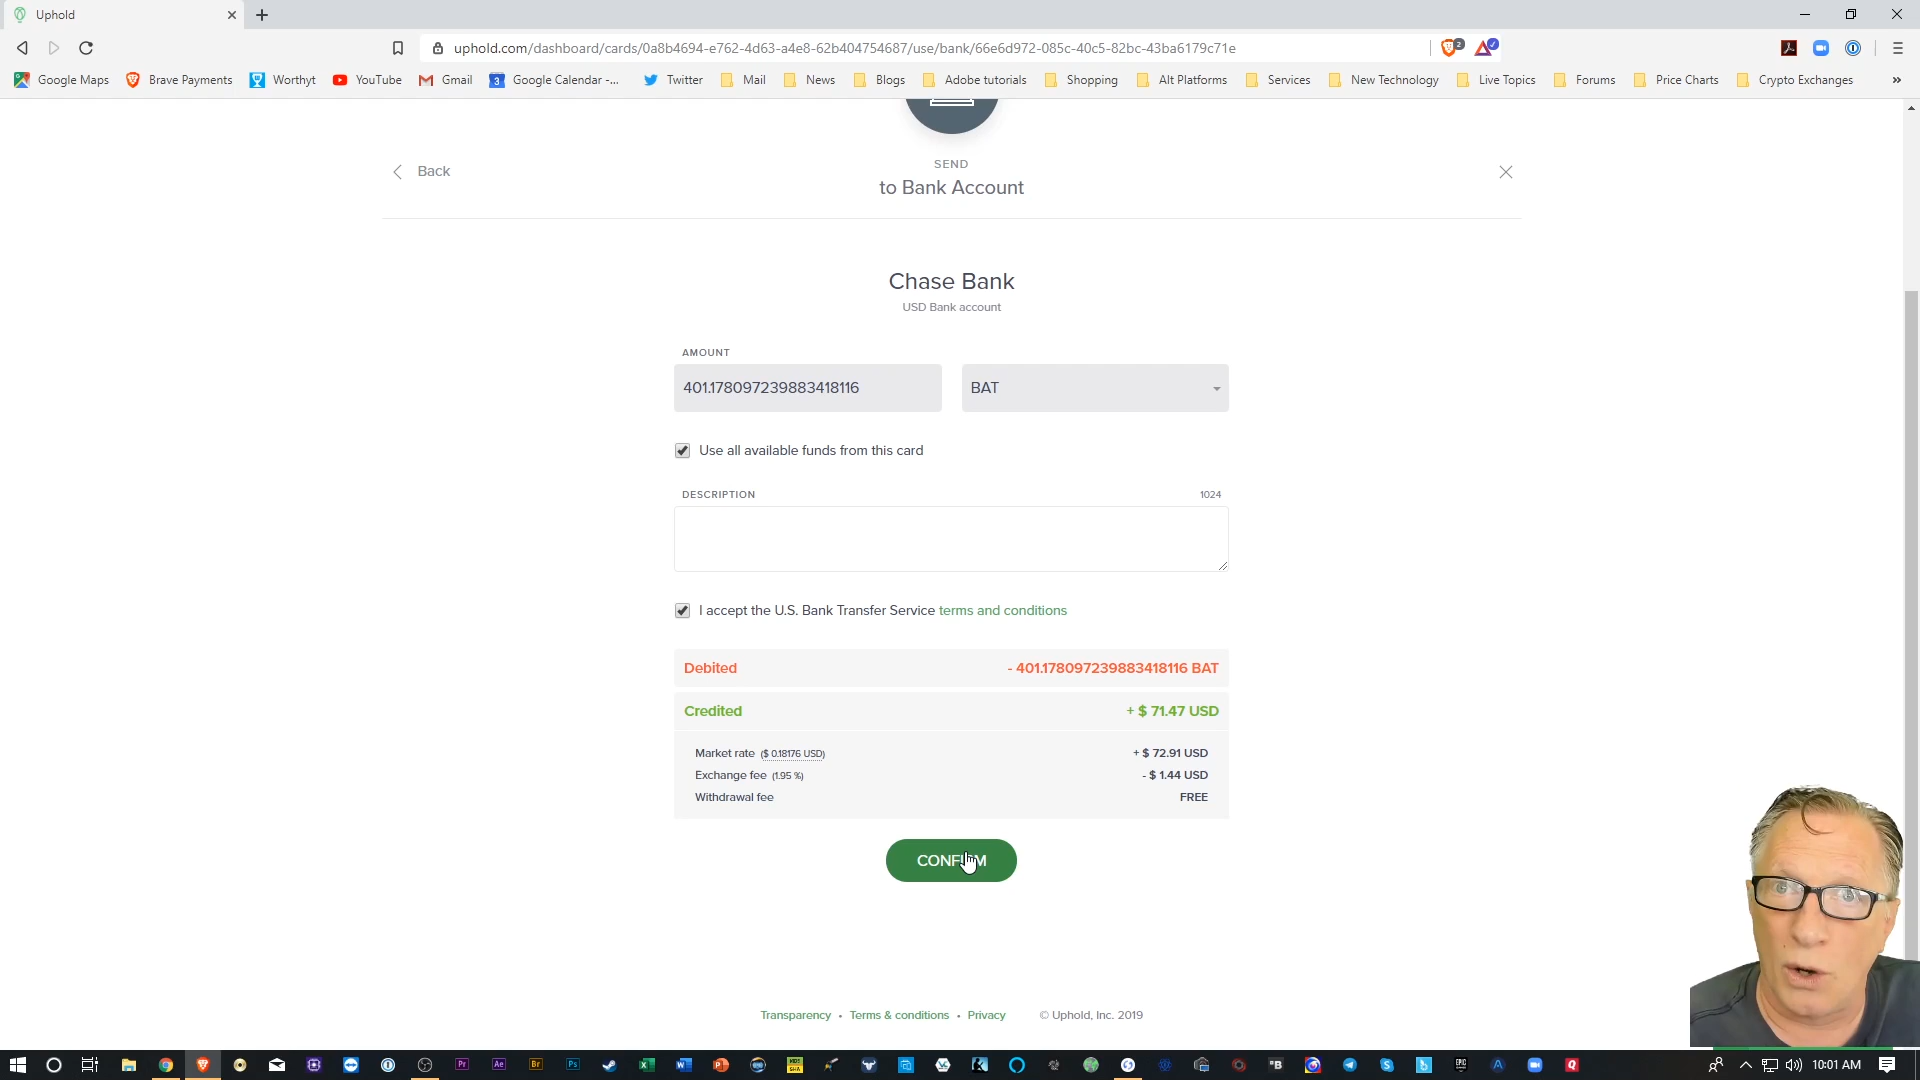 Uphold
uphold.com/dashboard/cards/0a8b4694-e762-4d63-a4e8-62b404754687/use/bank/66e6d972-085c-40c5-82bc-43ba6179c71e
2
Google Maps Brave Payments Worthyt YouTube Gmail Google Calendar -... Twitter Mail News Blogs Adobe tutorials Shopping Alt Platforms Services New Technology Live Topics Forums Price Charts Crypto Exchanges »
SEND
Back
to Bank Account
Chase Bank
USD Bank account
AMOUNT
401.178097239883418116 BAT
Use all available funds from this card
DESCRIPTION 1024
I accept the U.S. Bank Transfer Service terms and conditions
Debited - 401.178097239883418116 BAT
Credited + $ 71.47 USD
Market rate ($ 0.18176 USD) + $ 72.91 USD
Exchange fee (1.95 %) - $ 1.44 USD
Withdrawal fee FREE
CONFIRM
Transparency • Terms & conditions • Privacy © Uphold, Inc. 2019
10:01 AM